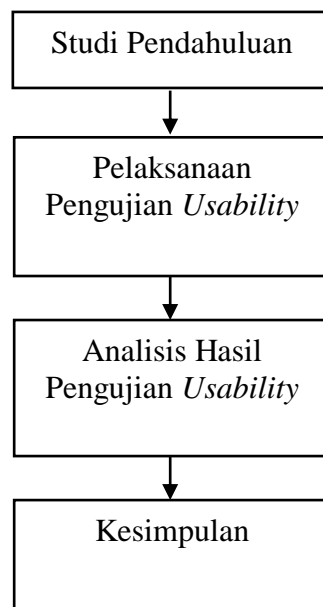 Studi Pendahuluan
Pelaksanaan
Pengujian Usability
Analisis Hasil
Pengujian Usability
Kesimpulan